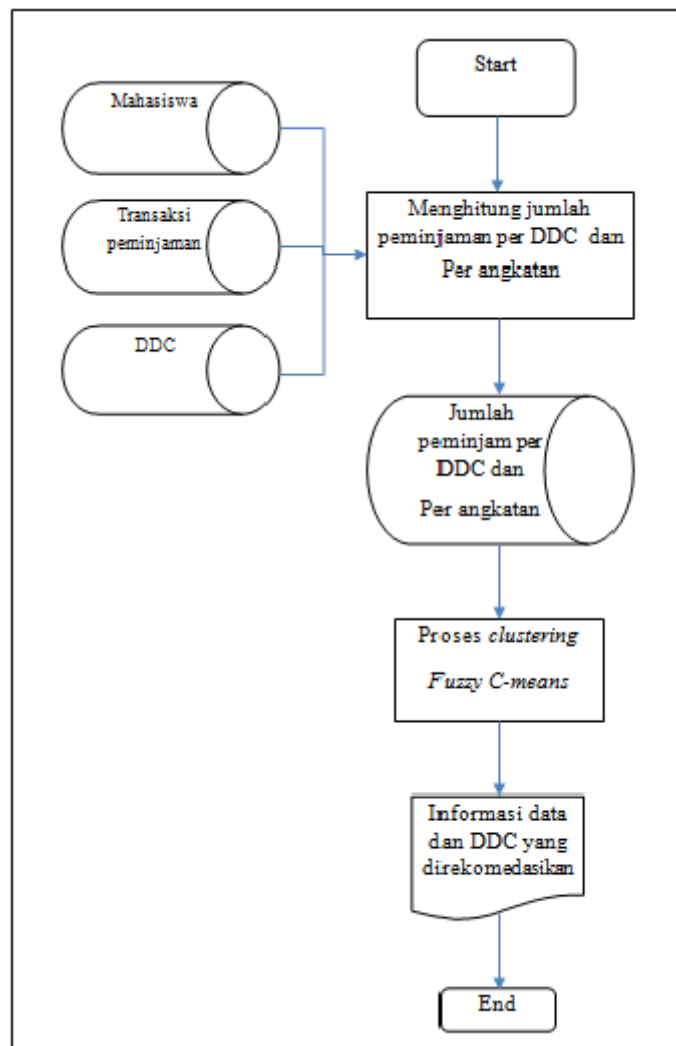 Start
Mahasiswa
Transaksi
peminjaman
DDC
Menghitung jumlah
peminjaman per DDC dan
Per angkatan
Jumlah
peminjam per
DDC dan
Per angkatan
Proses clustering
Fuzzy C-means
Informasi data
dan DDC yang
direkomedasikan
End